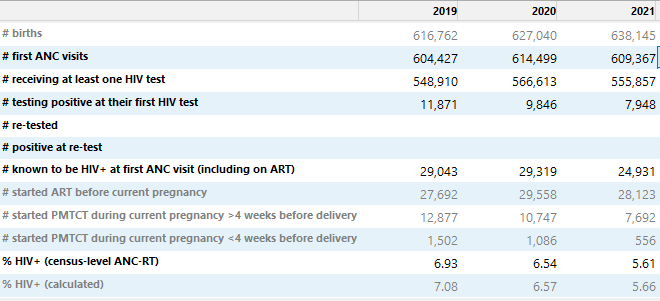 2019 2020 2021
# births 616,762 627,040 638,145
# first ANC visits 604,427 614,499 609,367
# receiving at least one HIV test 548,910 566,613 555,857
# testing positive at their first HIV test 11,871 9,846 7,948
# re-tested
# positive at re-test
# known to be HIV+ at first ANC visit (including on ART) 29,043 29,319 24,931
# started ART before current pregnancy 27,692 29,558 28,123
# started PMTCT during current pregnancy >4 weeks before delivery 12,877 10,747 7,692
# started PMTCT during current pregnancy <4 weeks before delivery 1,502 1,086 556
% HIV+ (census-level ANC-RT) 6.93 6.54 5.61
% HIV+ (calculated) 7.08 6.57 5.66